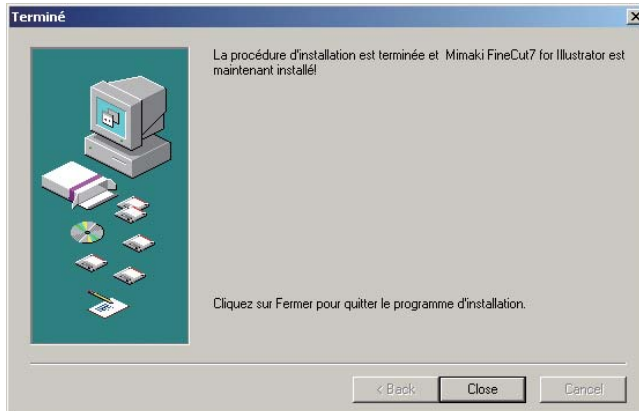 Terminé
La procédure d'installation est terminée et Mimaki FineCut7 for Illustrator est
maintenant installé!
Cliquez sur Fermer pour quitter le programme d'installation.
< Back
Close
Cancel